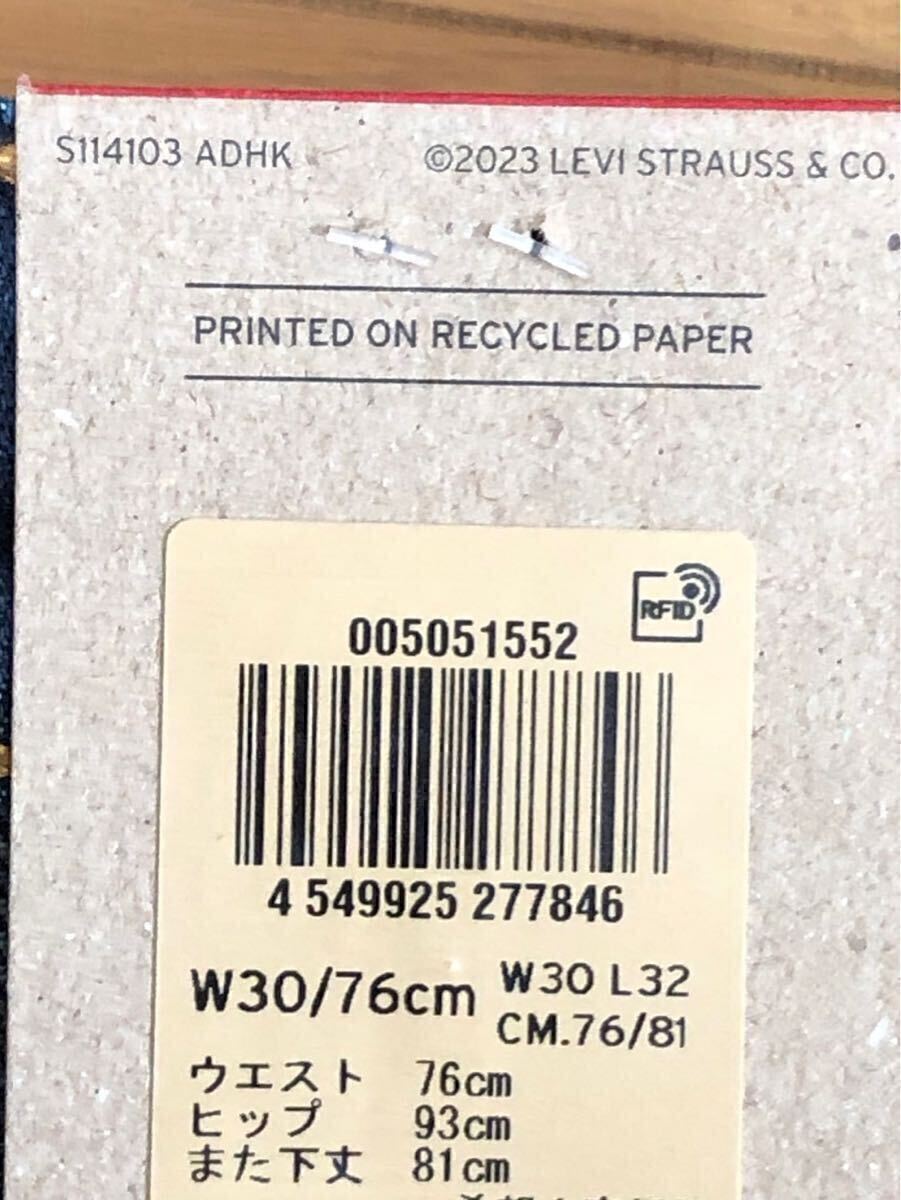 S114103 ADHK
©2023 LEVI STRAUSS & CO.
PRINTED ON RECYCLED PAPER
RFID
005051552
4 549925 277846
W30/76cm
W30 L32
CM.76/81
ウエスト 76cm
ヒップ 93cm
また下丈 81cm